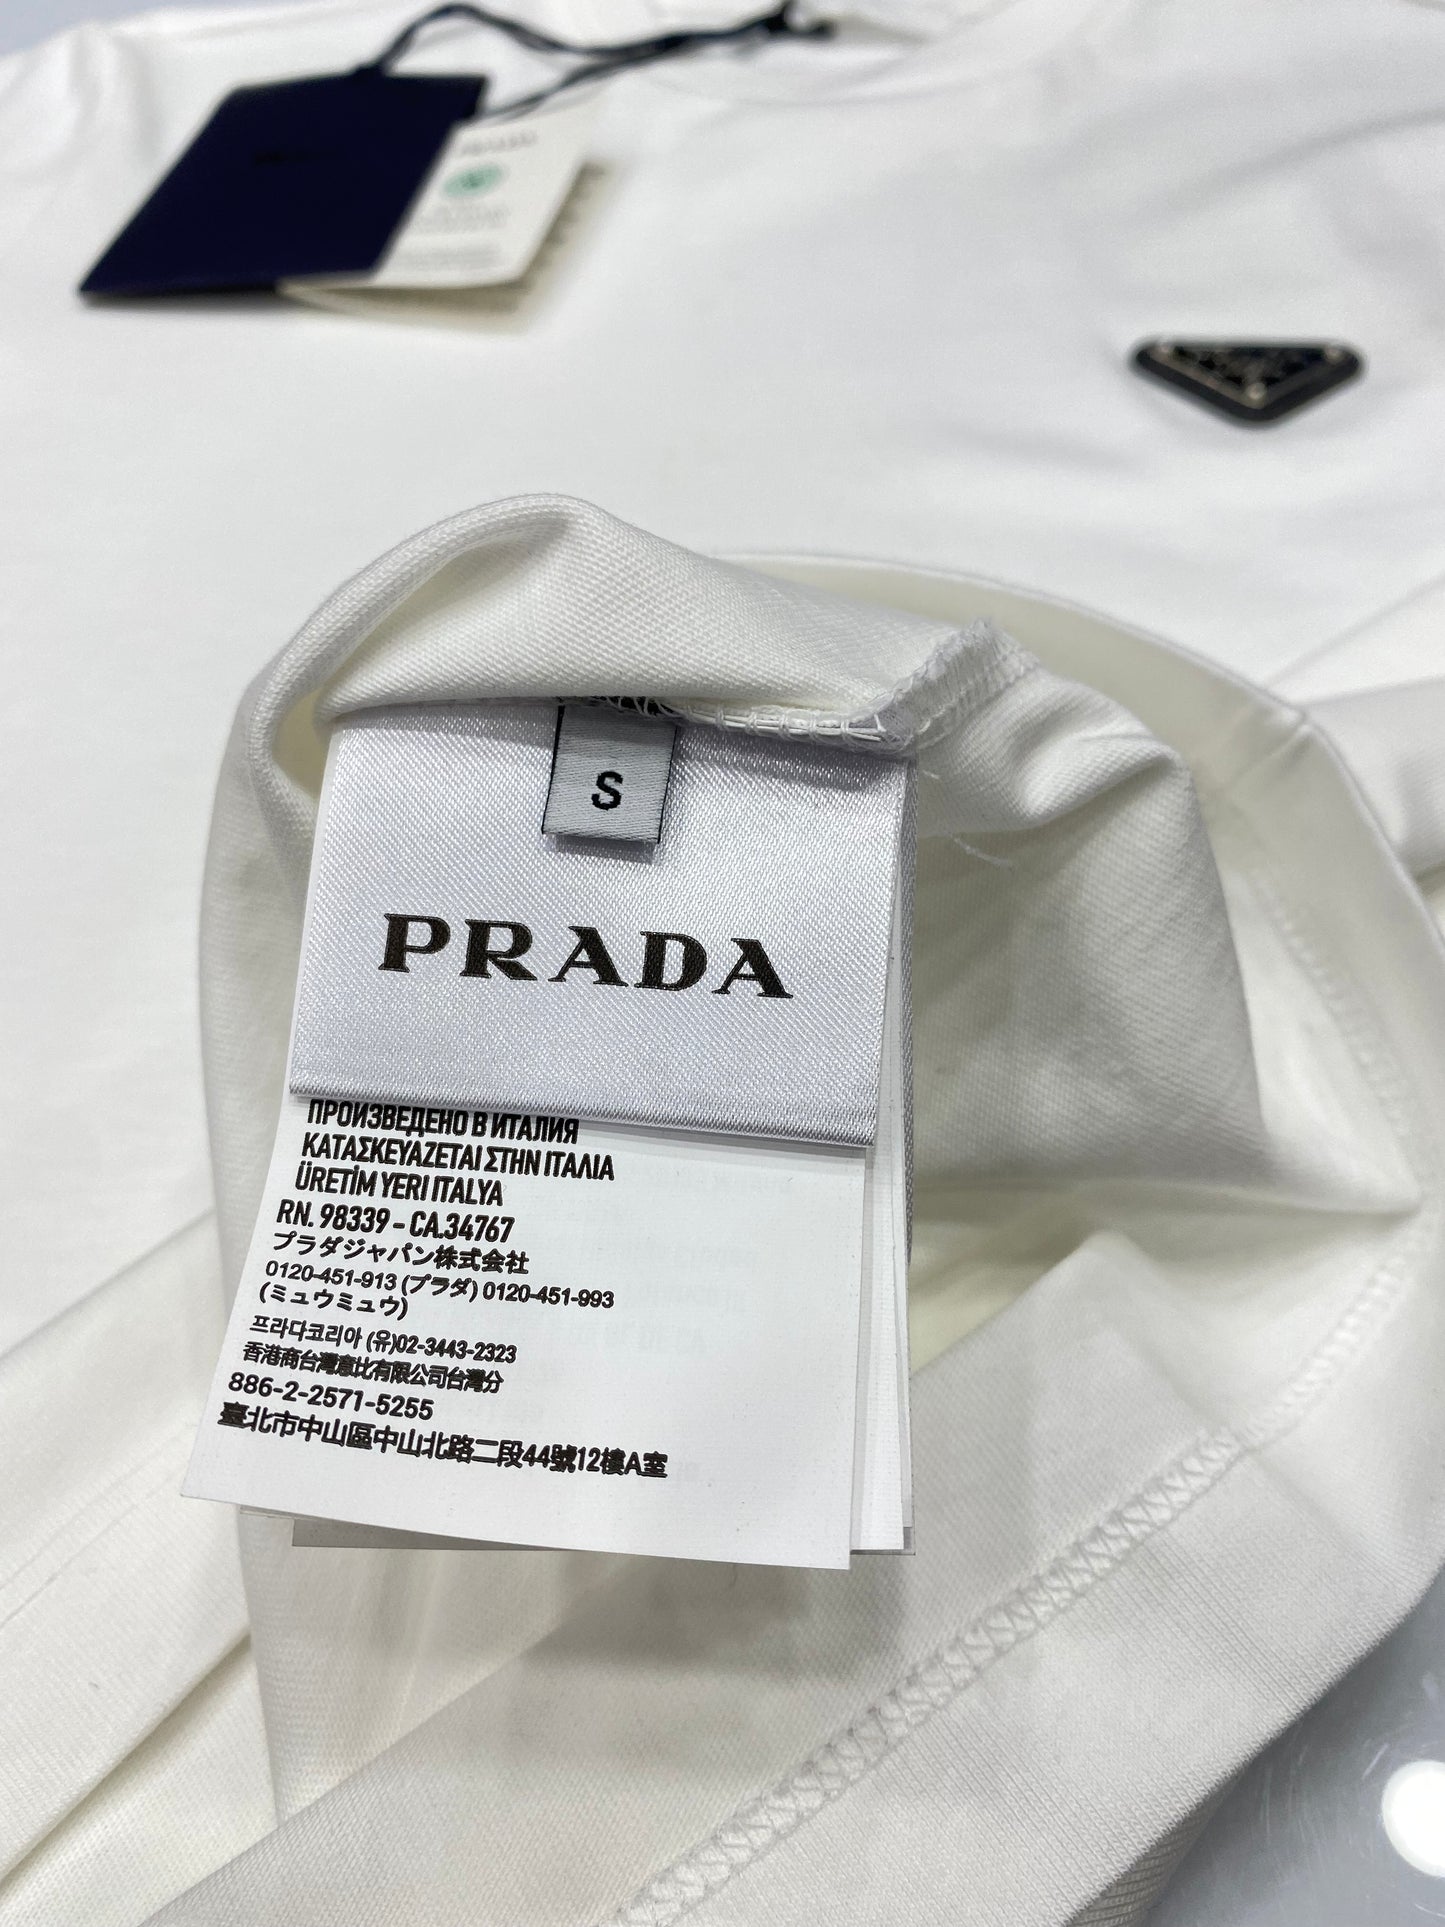 PRADA
S
PRADA
ПРОИЗВЕДЕНО В ИТАЛИЯ
ΚΑΤΑΣΚΕΥΑΖΕΤΑΙ ΣΤΗΝ ΙΤΑΛΙΑ
ÜRETİM YERI ITALYA
RN. 98339 - CA.34767
プラダジャパン株式会社
0120-451-913 (プラダ) 0120-451-993
(ミュウミュウ)
프라다코리아 (유)02-3443-2323
香港商台灣意比有限公司台灣分
886-2-2571-5255
臺北市中山區中山北路二段44號12樓A室